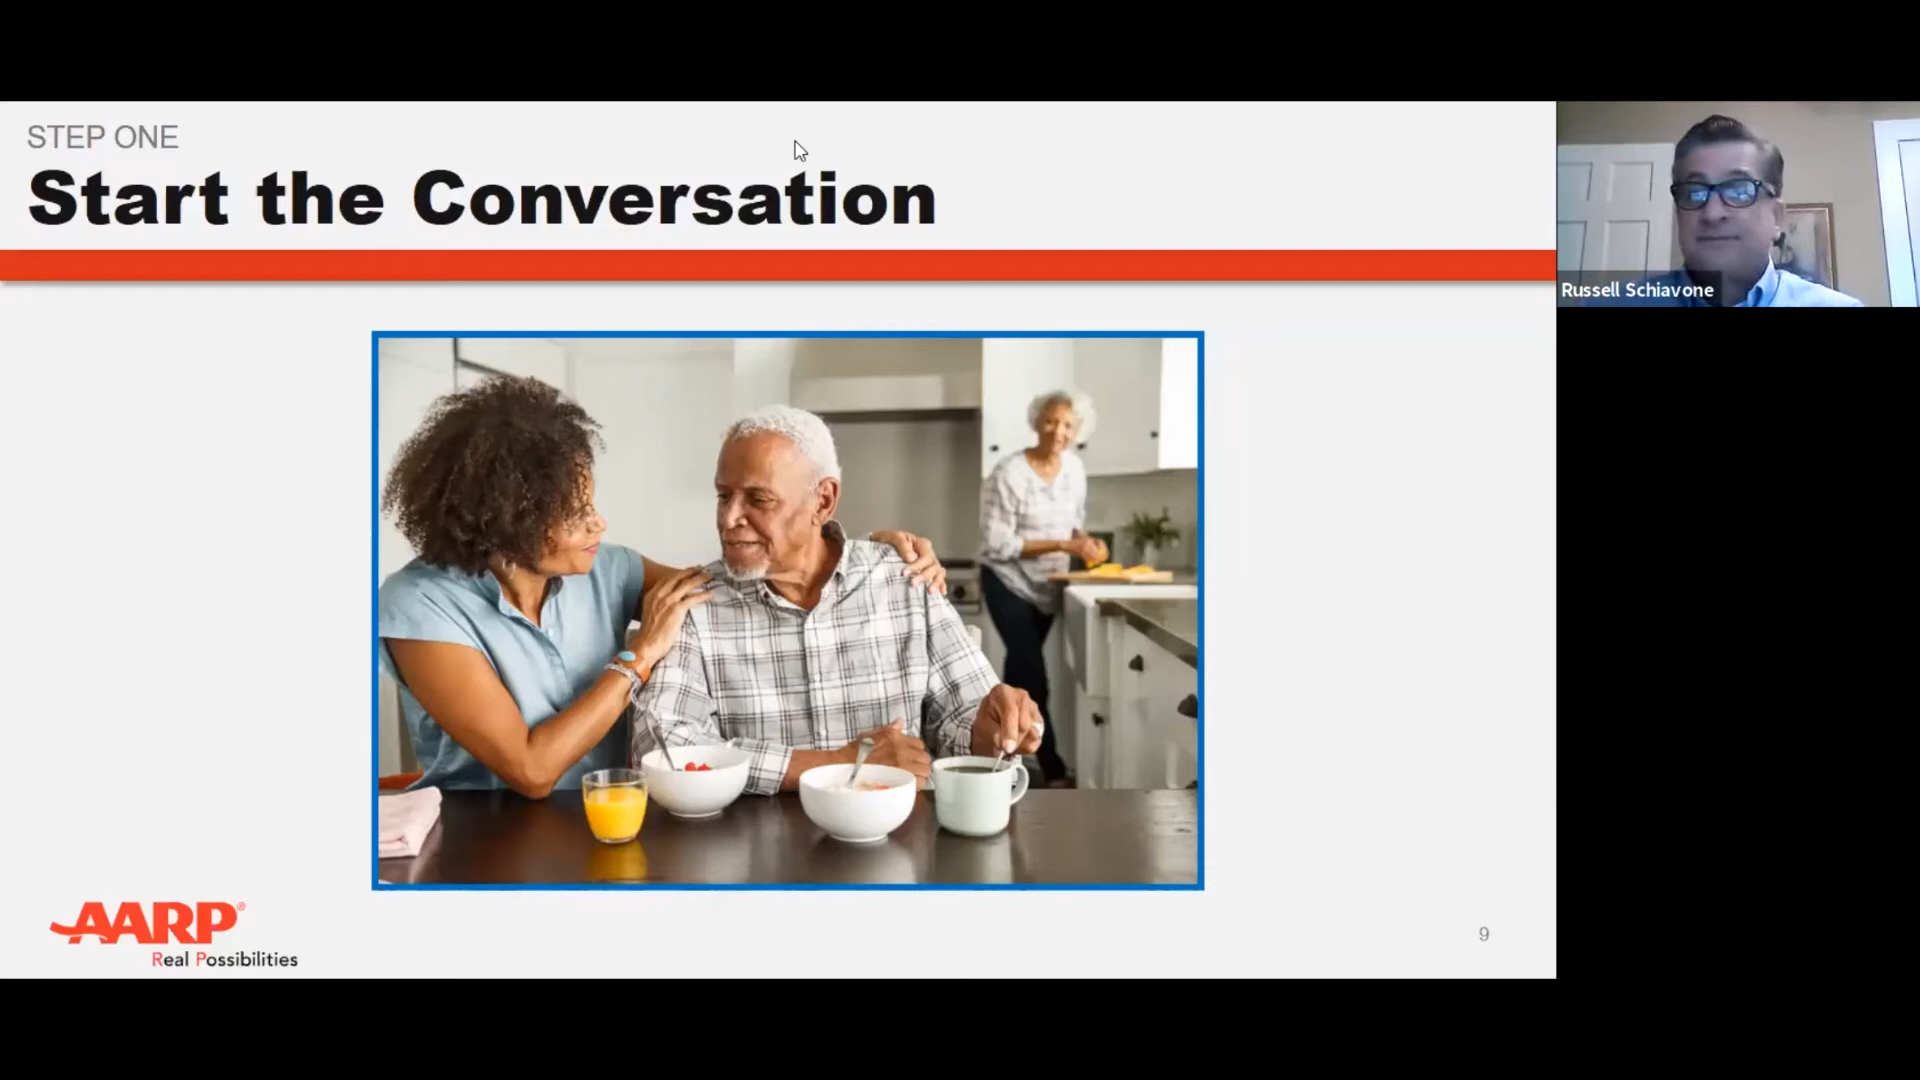 STEP ONE
Start the Conversation
Russell Schiavone
AARP®
Real Possibilities
9